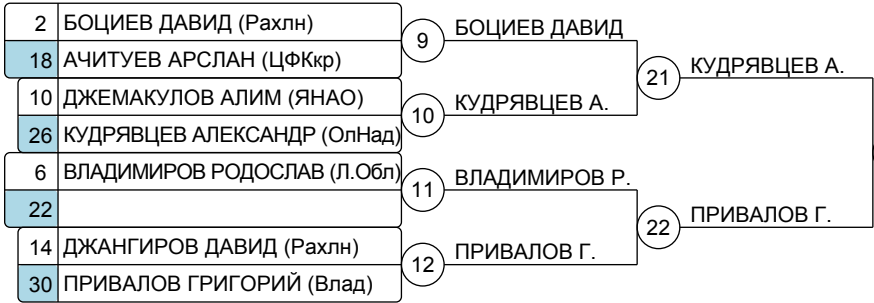 2 БОЦИЕВ ДАВИД (Рахлн)
18 АЧИТУЕВ АРСЛАН (ЦФКкр)
9 БОЦИЕВ ДАВИД
10 ДЖЕМАКУЛОВ АЛИМ (ЯНАО)
26 КУДРЯВЦЕВ АЛЕКСАНДР (ОлНад)
10 КУДРЯВЦЕВ А.
21 КУДРЯВЦЕВ А.
6 ВЛАДИМИРОВ РОДОСЛАВ (Л.Обл)
22
11 ВЛАДИМИРОВ Р.
14 ДЖАНГИРОВ ДАВИД (Рахлн)
30 ПРИВАЛОВ ГРИГОРИЙ (Влад)
12 ПРИВАЛОВ Г.
22 ПРИВАЛОВ Г.